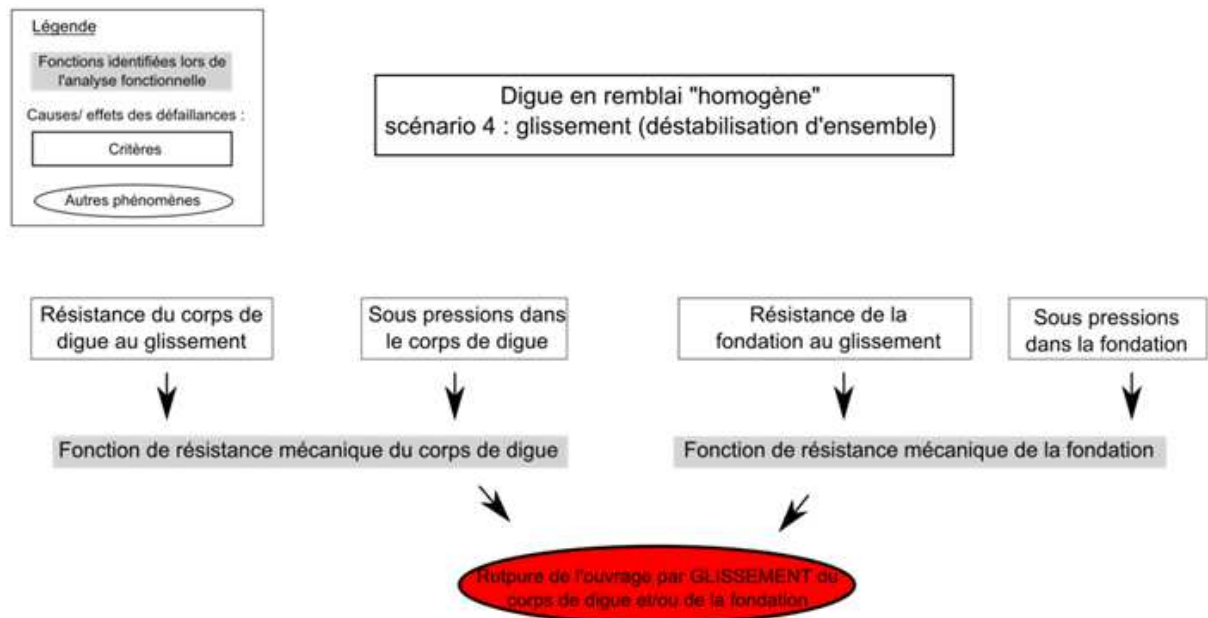 Légende
Fonctions identifiées lors de
l'analyse fonctionnelle
Causes/ effets des défaillances :
Critères
Autres phénomènes
Digue en remblai "homogène"
scénario 4 : glissement (déstabilisation d'ensemble)
Résistance du corps de
digue au glissement
Sous pressions dans
le corps de digue
Résistance de la
fondation au glissement
Sous pressions
dans la fondation
Fonction de résistance mécanique du corps de digue
Fonction de résistance mécanique de la fondation
Rutpure de l'ouvrage par GLISSEMENT du
corps de digue et/ou de la fondation